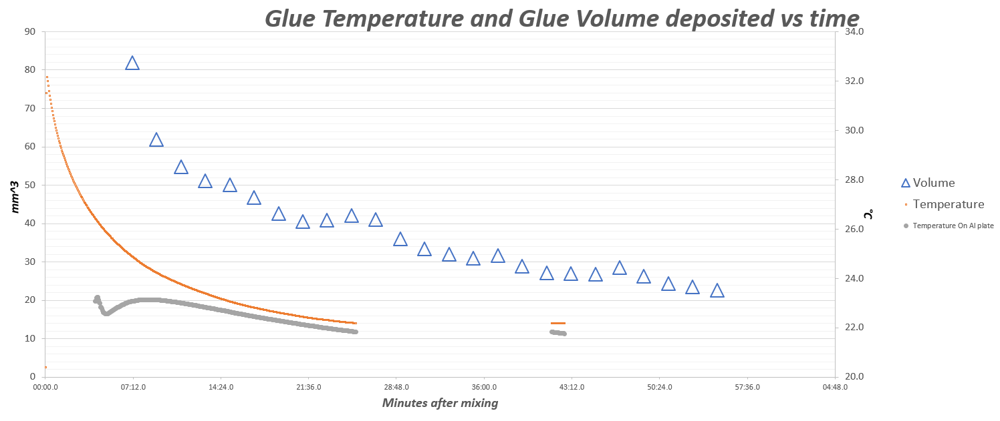 Glue Temperature and Glue Volume deposited vs time
90
80
70
60
50
40
30
20
10
0
mm^3
34.0
32.0
30.0
28.0
26.0
24.0
22.0
20.0
°C
00:00.0 07:12.0 14:24.0 21:36.0 28:48.0 36:00.0 43:12.0 50:24.0 57:36.0 04:48.0
Minutes after mixing
Volume
Temperature
Temperature On Al plate